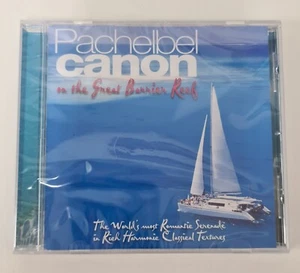 Pachelbel
canon
on the Great Barrier Reef
The World's most Romantic Serenade
in Rich Harmonic Classical Textures